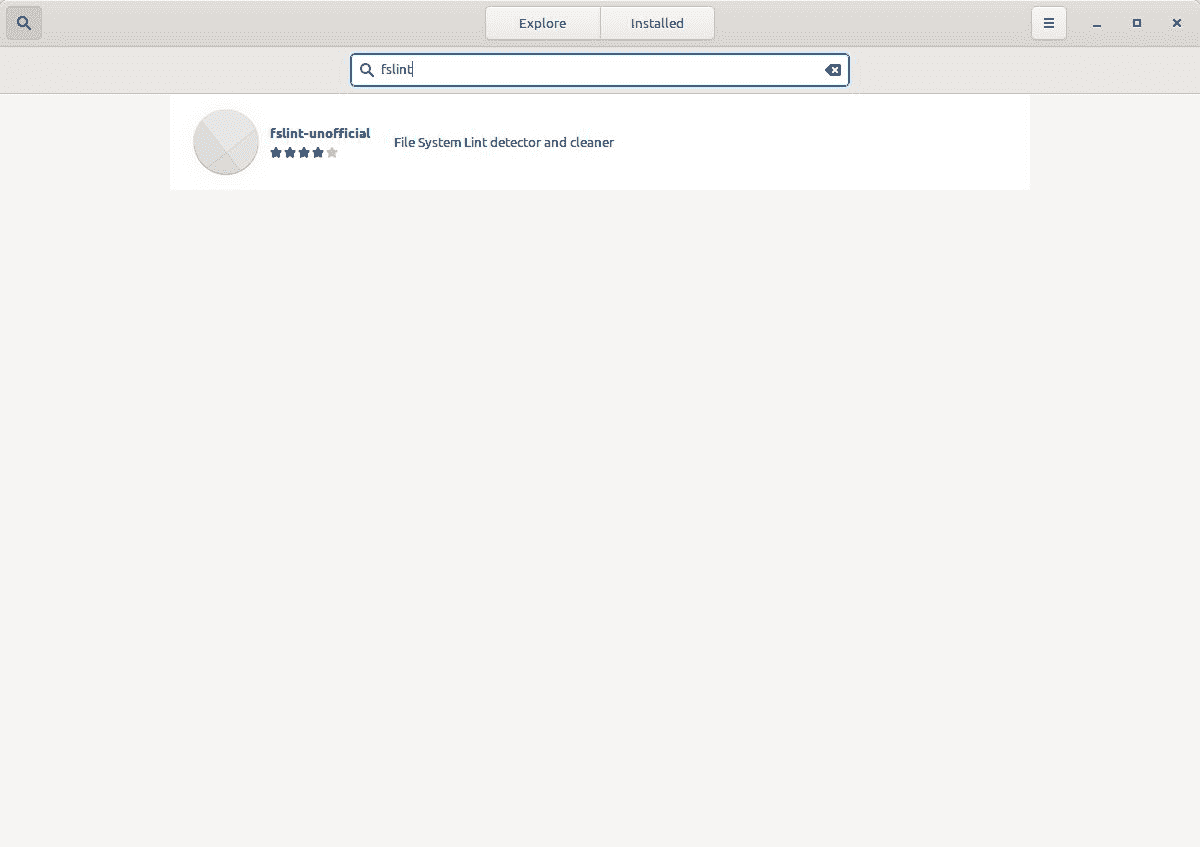 Explore
Installed
fslint
fslint-unofficial
File System Lint detector and cleaner